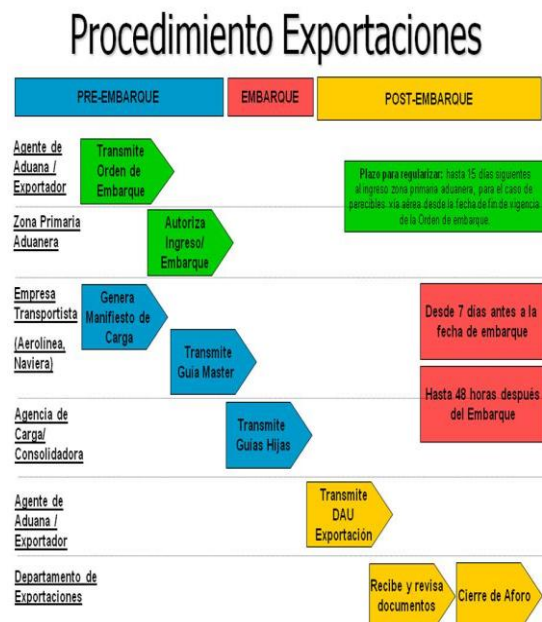 Procedimiento Exportaciones
PRE-EMBARQUE
EMBARQUE
POST-EMBARQUE
Agente de
Aduana /
Exportador
Transmite
Orden de
Embarque
Plazo para regularizar: hasta 15 días siguientes
al ingreso zona primaria aduanera, para el caso de
perecibles: vía aérea desde la fecha de fin de vigencia
de la Orden de embarque.
Zona Primaria
Aduanera
Autoriza
Ingreso/
Embarque
Empresa
Transportista
(Aerolínea,
Naviera)
Genera
Manifiesto de
Carga
Transmite
Guía Master
Desde 7 días antes a la
fecha de embarque
Hasta 48 horas después
del Embarque
Agencia de
Carga/
Consolidadora
Transmite
Guías Hijas
Agente de
Aduana /
Exportador
Transmite
DAU
Exportación
Departamento de
Exportaciones
Recibe y revisa
documentos
Cierre de Aforo